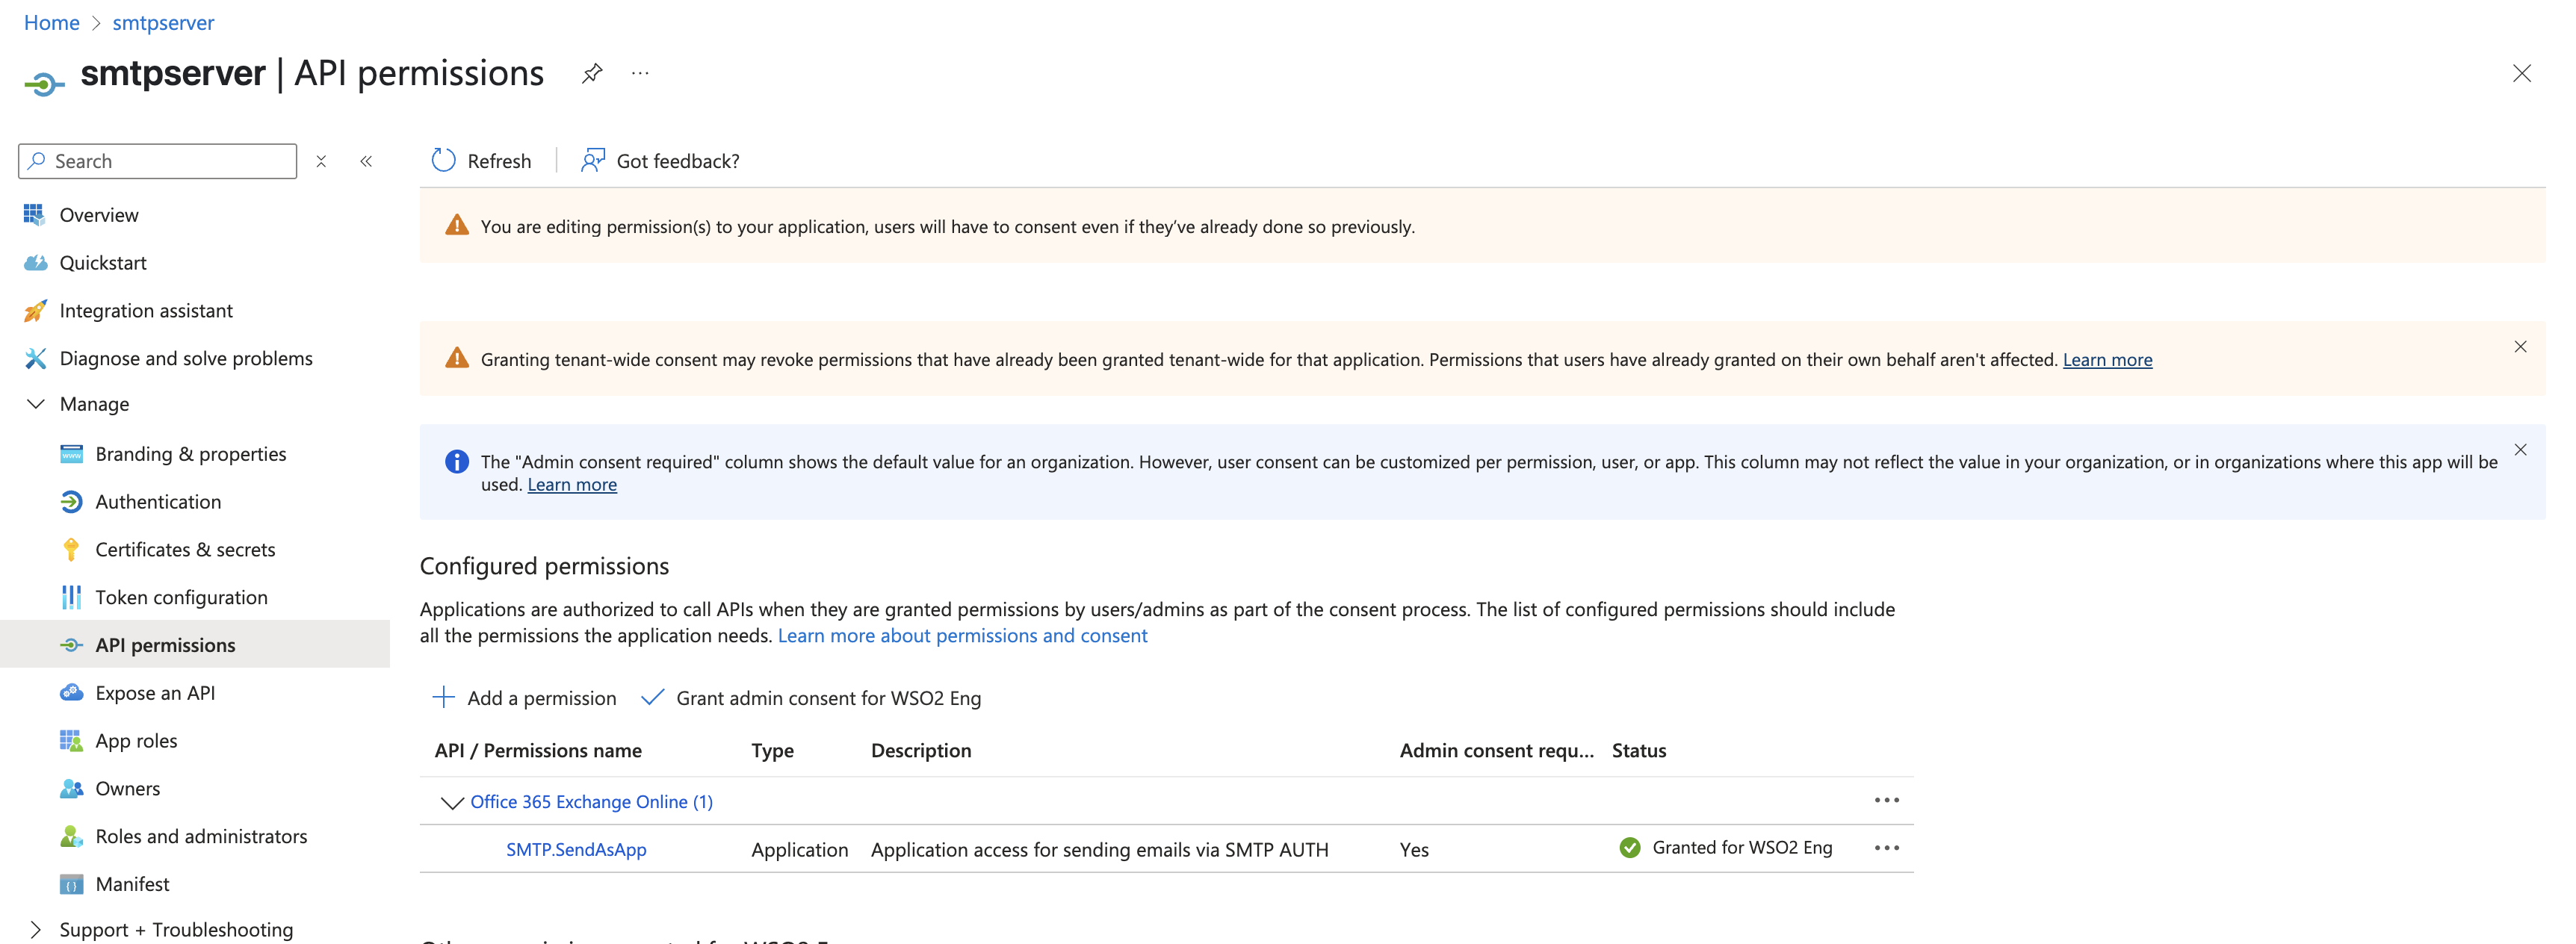 Home > smtpserver
smtpserver | API permissions
Search
Refresh
Got feedback?
You are editing permission(s) to your application, users will have to consent even if they’ve already done so previously.
Granting tenant-wide consent may revoke permissions that have already been granted tenant-wide for that application. Permissions that users have already granted on their own behalf aren't affected. Learn more
The "Admin consent required" column shows the default value for an organization. However, user consent can be customized per permission, user, or app. This column may not reflect the value in your organization, or in organizations where this app will be
used. Learn more
Overview
Quickstart
Integration assistant
Diagnose and solve problems
Manage
Branding & properties
Authentication
Certificates & secrets
Token configuration
API permissions
Expose an API
App roles
Owners
Roles and administrators
Manifest
Support + Troubleshooting
Configured permissions
Applications are authorized to call APIs when they are granted permissions by users/admins as part of the consent process. The list of configured permissions should include
all the permissions the application needs. Learn more about permissions and consent
Add a permission
Grant admin consent for WSO2 Eng
API / Permissions name Type Description Admin consent requ... Status
Office 365 Exchange Online (1)
SMTP.SendAsApp Application Application access for sending emails via SMTP AUTH Yes Granted for WSO2 Eng